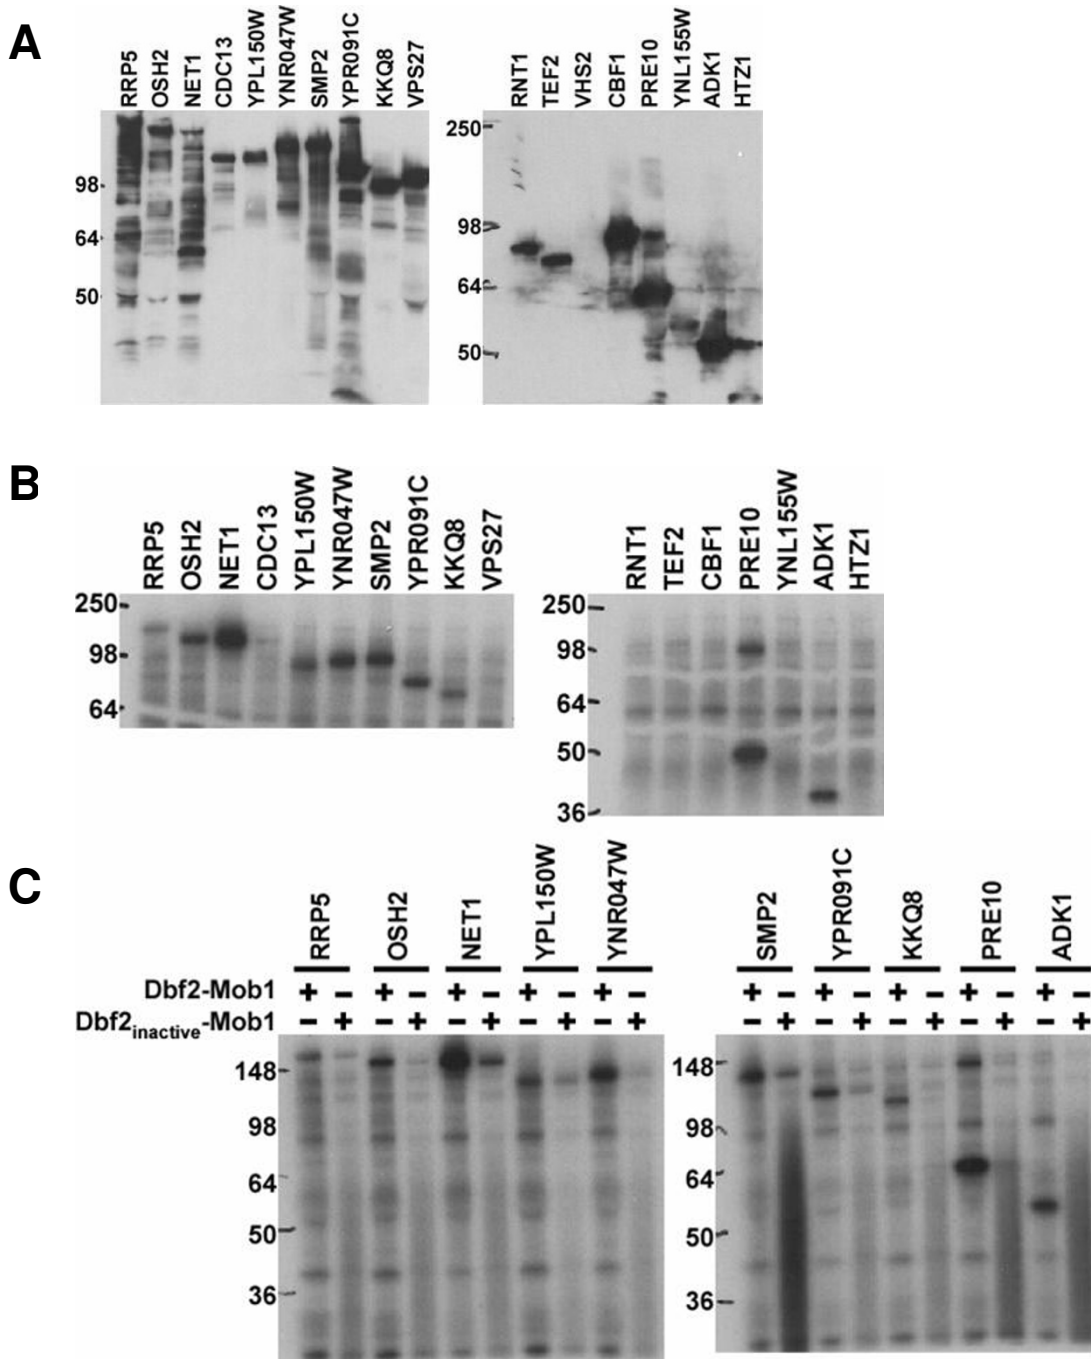 A
RRP5 OSH2 NET1 CDC13 YPL150W YNR047W SMP2 YPR091C KKQ8 VPS27
98
64
50
RNT1 TEF2 VHS2 CBF1 PRE10 YNL155W ADK1 HTZ1
250
98
64
50
B
RRP5 OSH2 NET1 CDC13 YPL150W YNR047W SMP2 YPR091C KKQ8 VPS27
250
98
64
RNT1 TEF2 CBF1 PRE10 YNL155W ADK1 HTZ1
250
98
64
50
36
C
RRP5 OSH2 NET1 YPL150W YNR047W SMP2 YPR091C KKQ8 PRE10 ADK1
Dbf2-Mob1 + - + - + - + - + - + - + - + - + - + -
Dbf2inactive-Mob1 - + - + - + - + - + - + - + - + - + - +
148
98
64
50
36
148
98
64
50
36